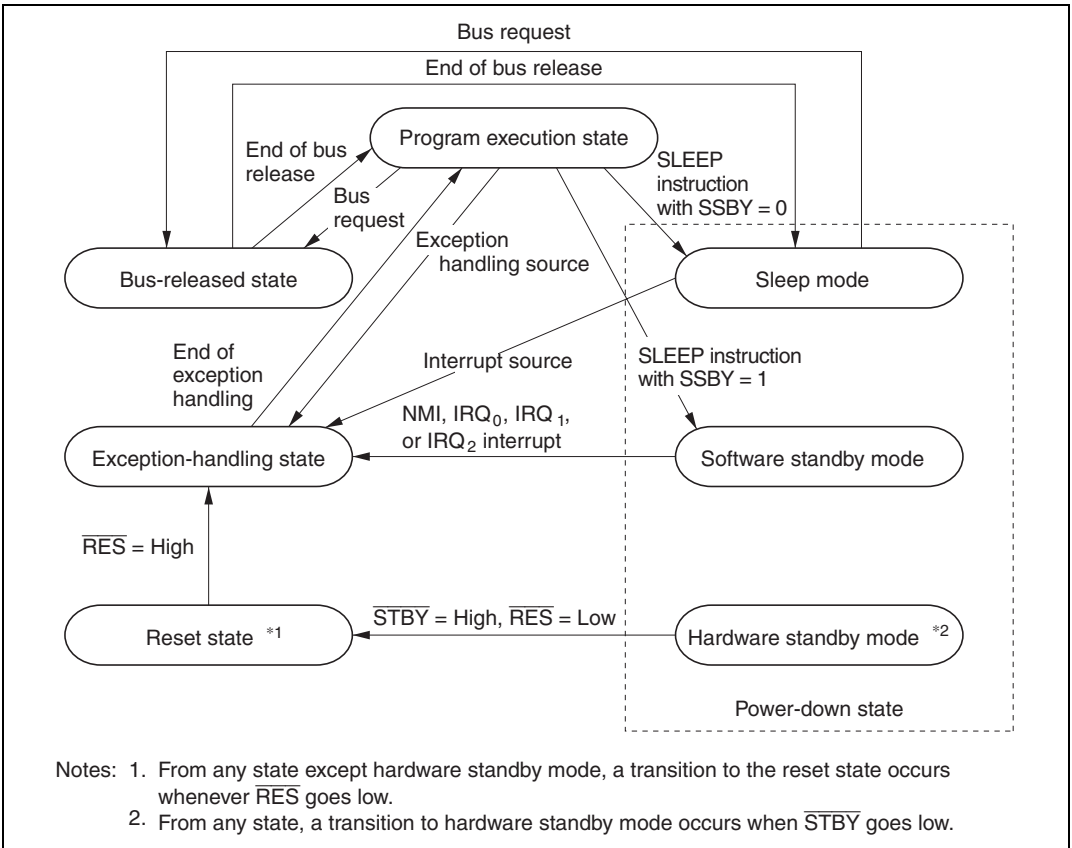 Bus request
End of bus release
Program execution state
End of bus
release
SLEEP
instruction
with SSBY = 0
Bus
request
Exception
handling source
Bus-released state
Sleep mode
End of
exception
handling
Interrupt source
SLEEP instruction
with SSBY = 1
NMI, IRQ₀, IRQ₁,
or IRQ₂ interrupt
Exception-handling state
Software standby mode
R̅E̅S̅ = High
S̅T̅B̅Y̅ = High, R̅E̅S̅ = Low
Reset state *1
Hardware standby mode *2
Power-down state
Notes: 1. From any state except hardware standby mode, a transition to the reset state occurs
whenever R̅E̅S̅ goes low.
2. From any state, a transition to hardware standby mode occurs when S̅T̅B̅Y̅ goes low.